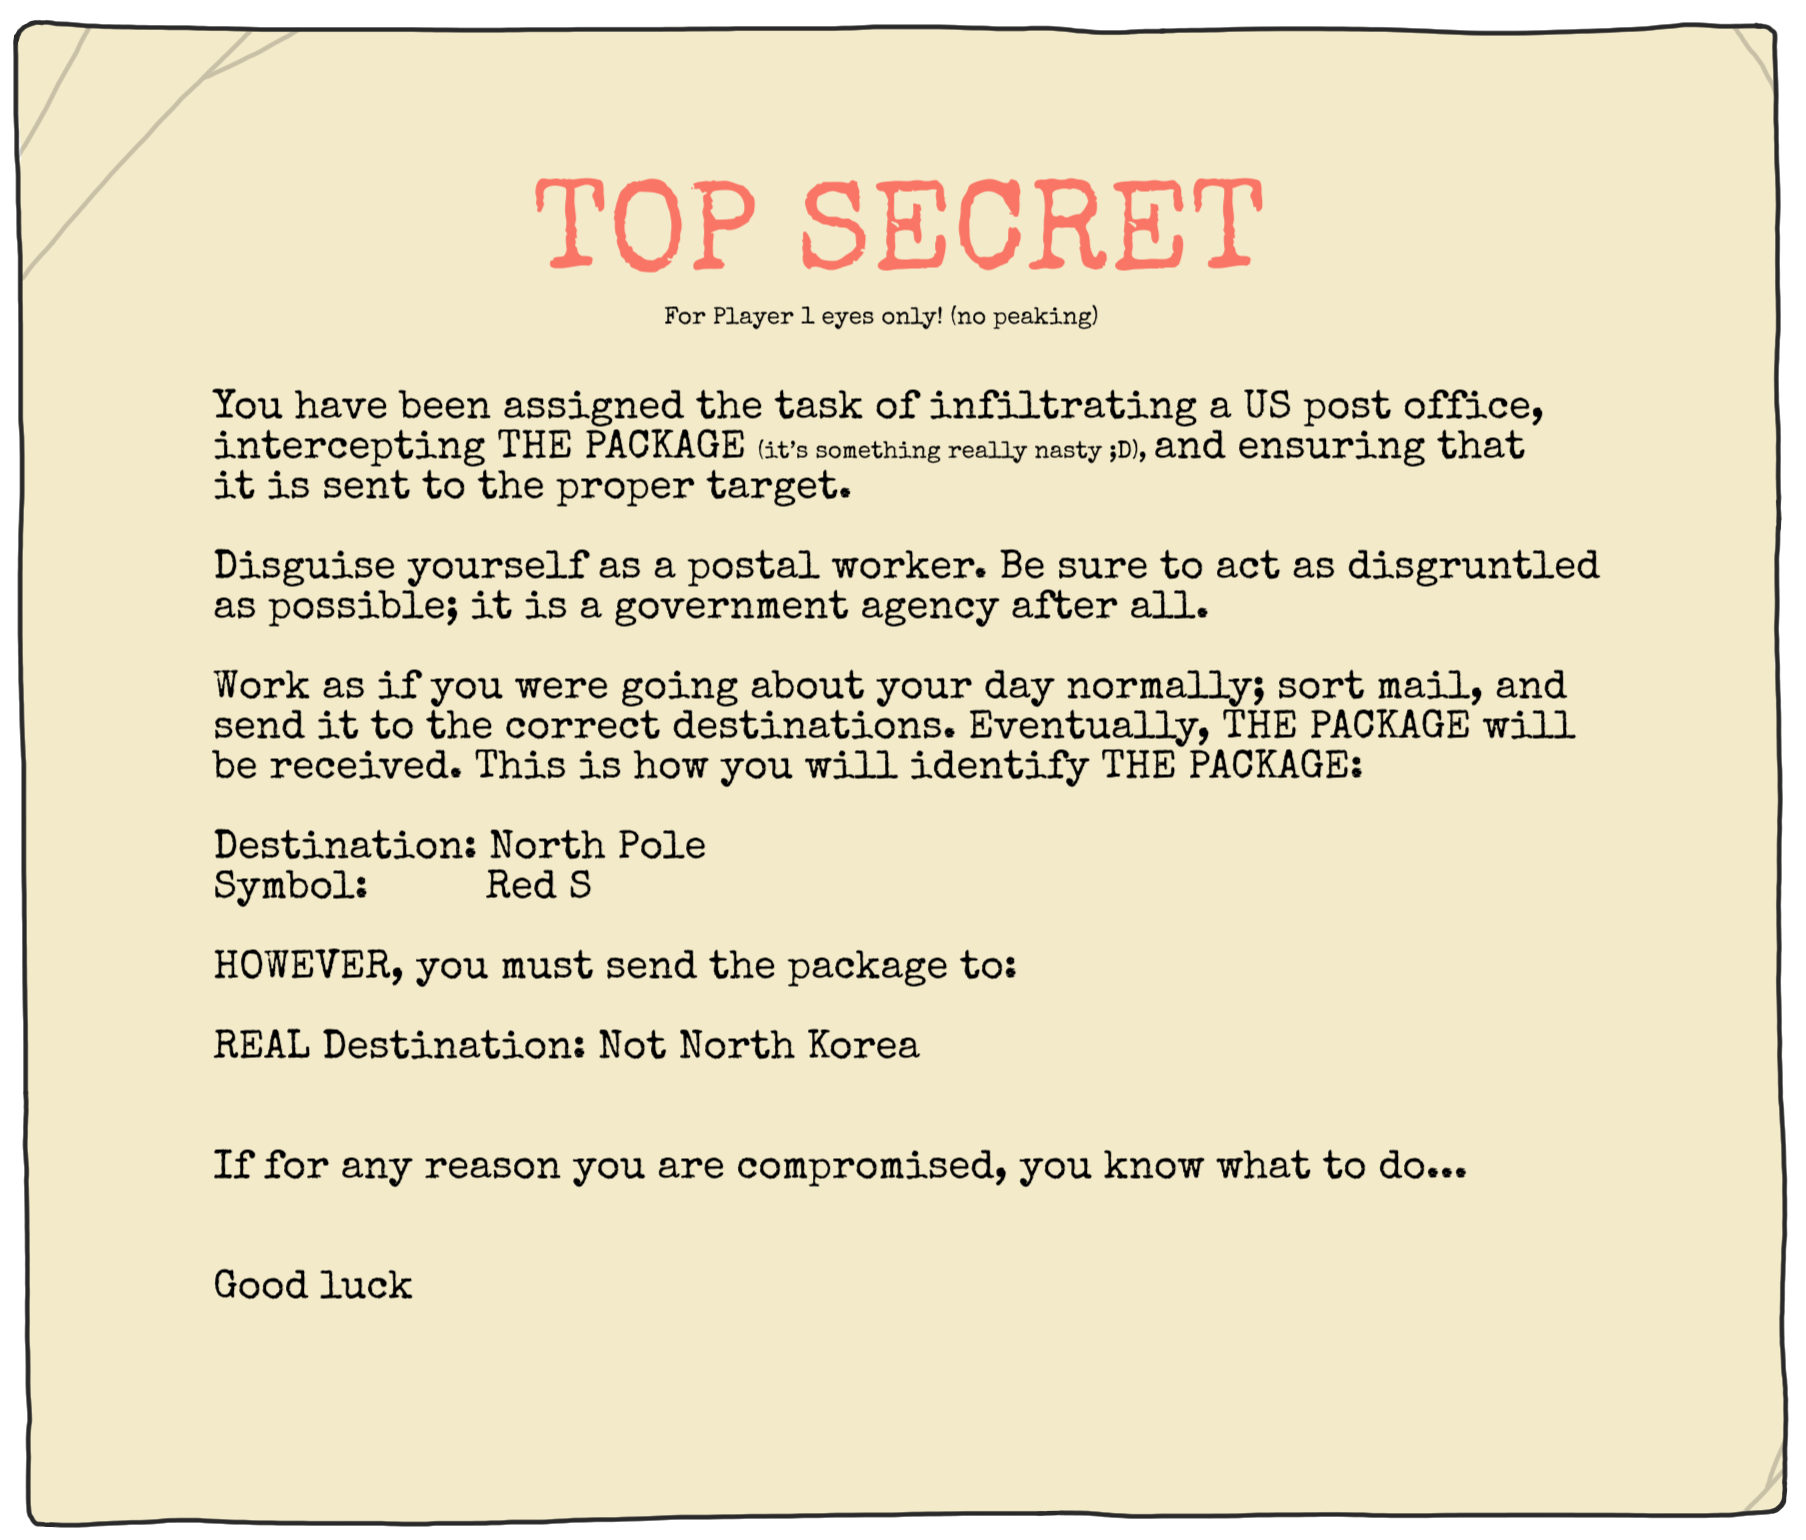 TOP SECRET
For Player 1 eyes only! (no peaking)
You have been assigned the task of infiltrating a US post office,
intercepting THE PACKAGE (it's something really nasty ;D), and ensuring that
it is sent to the proper target.
Disguise yourself as a postal worker. Be sure to act as disgruntled
as possible; it is a government agency after all.
Work as if you were going about your day normally; sort mail, and
send it to the correct destinations. Eventually, THE PACKAGE will
be received. This is how you will identify THE PACKAGE:
Destination: North Pole
Symbol: Red S
HOWEVER, you must send the package to:
REAL Destination: Not North Korea
If for any reason you are compromised, you know what to do...
Good luck